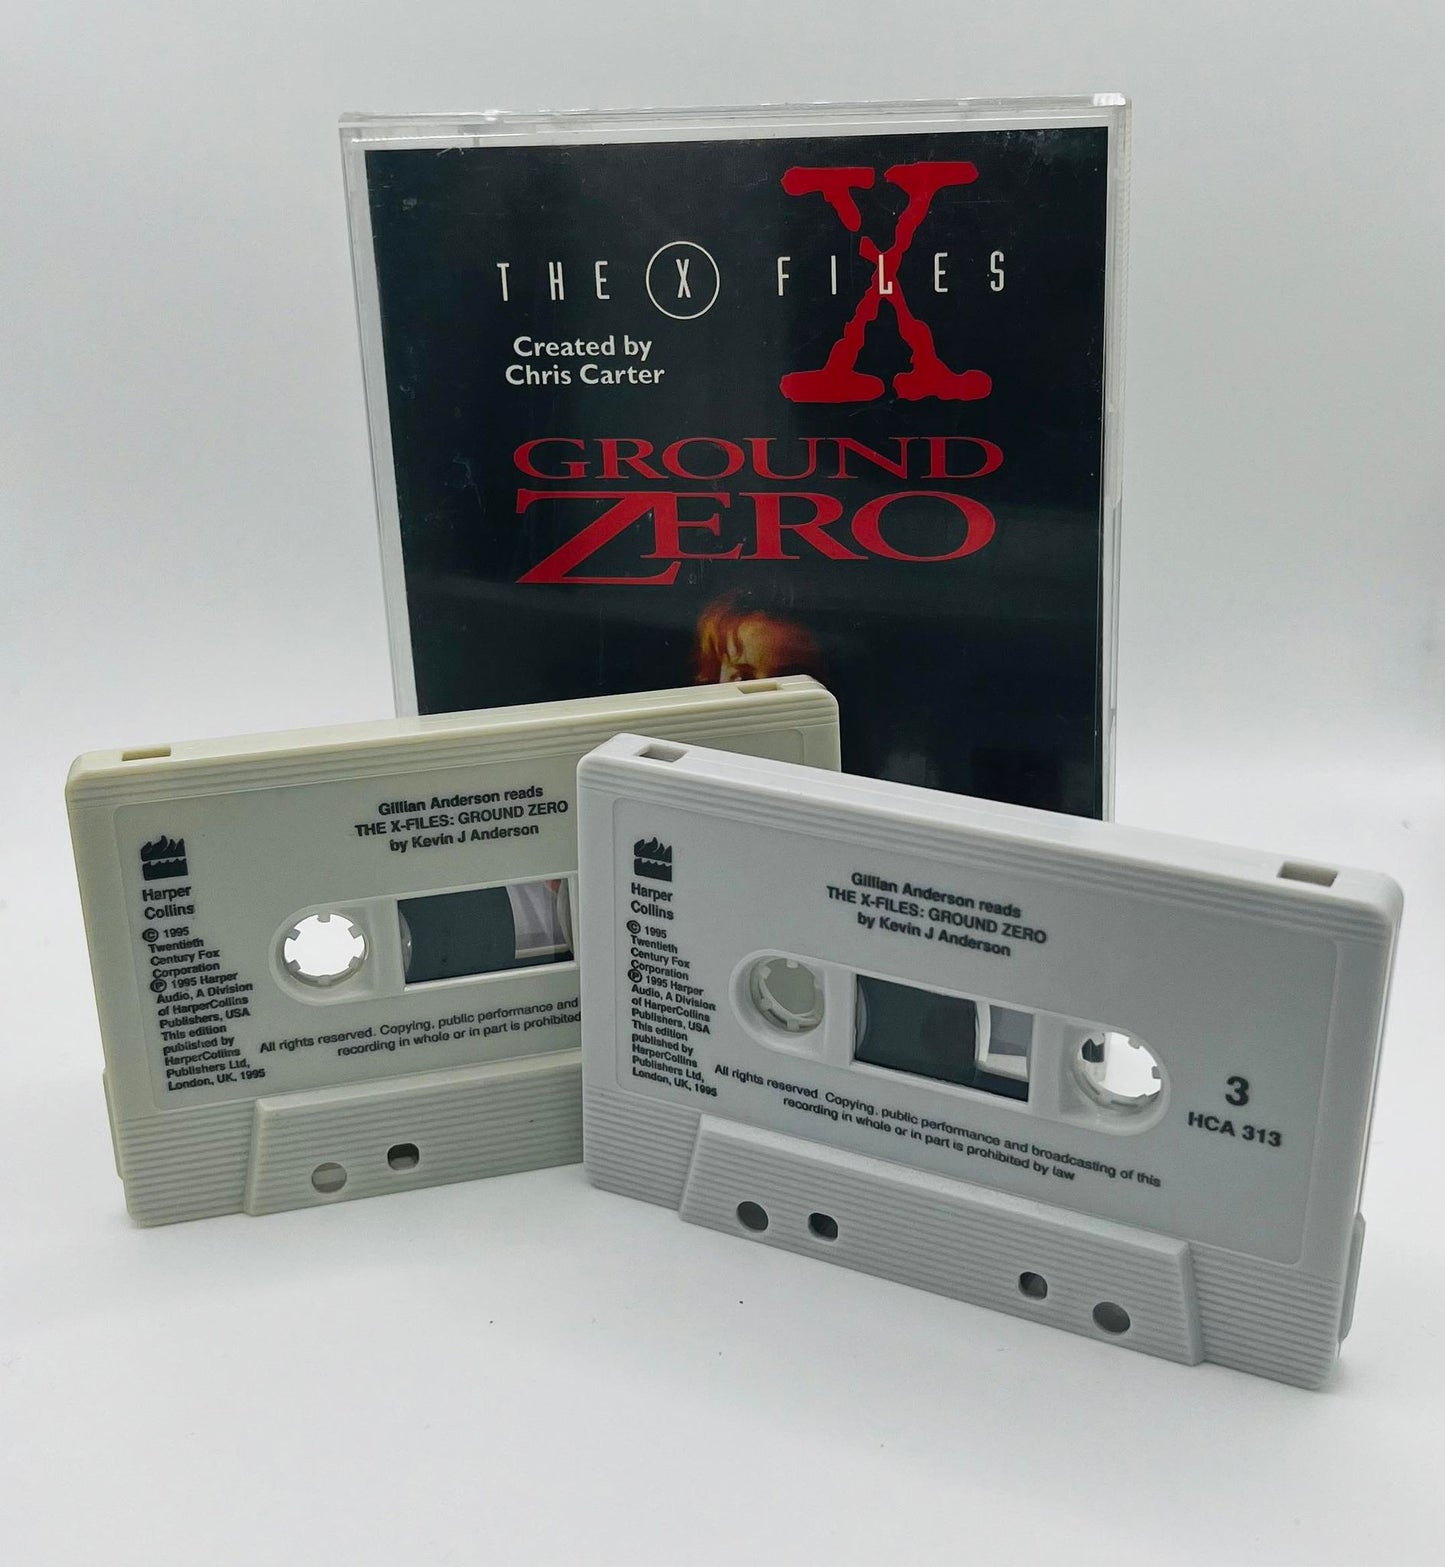 X
THE X FILES
Created by
Chris Carter
GROUND
ZERO
Gillian Anderson reads
THE X-FILES: GROUND ZERO
by Kevin J Anderson
Harper
Collins
© 1995
Twentieth
Century Fox
Corporation
℗ 1995 Harper
Audio, A Division
of HarperCollins
Publishers, USA
This edition
published by
HarperCollins
Publishers Ltd,
London, UK, 1995
All rights reserved. Copying, public performance and
recording in whole or in part is prohibited
Gillian Anderson reads
THE X-FILES: GROUND ZERO
by Kevin J Anderson
Harper
Collins
© 1995
Twentieth
Century Fox
Corporation
℗ 1995 Harper
Audio, A Division
of HarperCollins
Publishers, USA
This edition
published by
HarperCollins
Publishers Ltd,
London, UK, 1995
All rights reserved. Copying, public performance and broadcasting of this
recording in whole or in part is prohibited by law
3
HCA 313